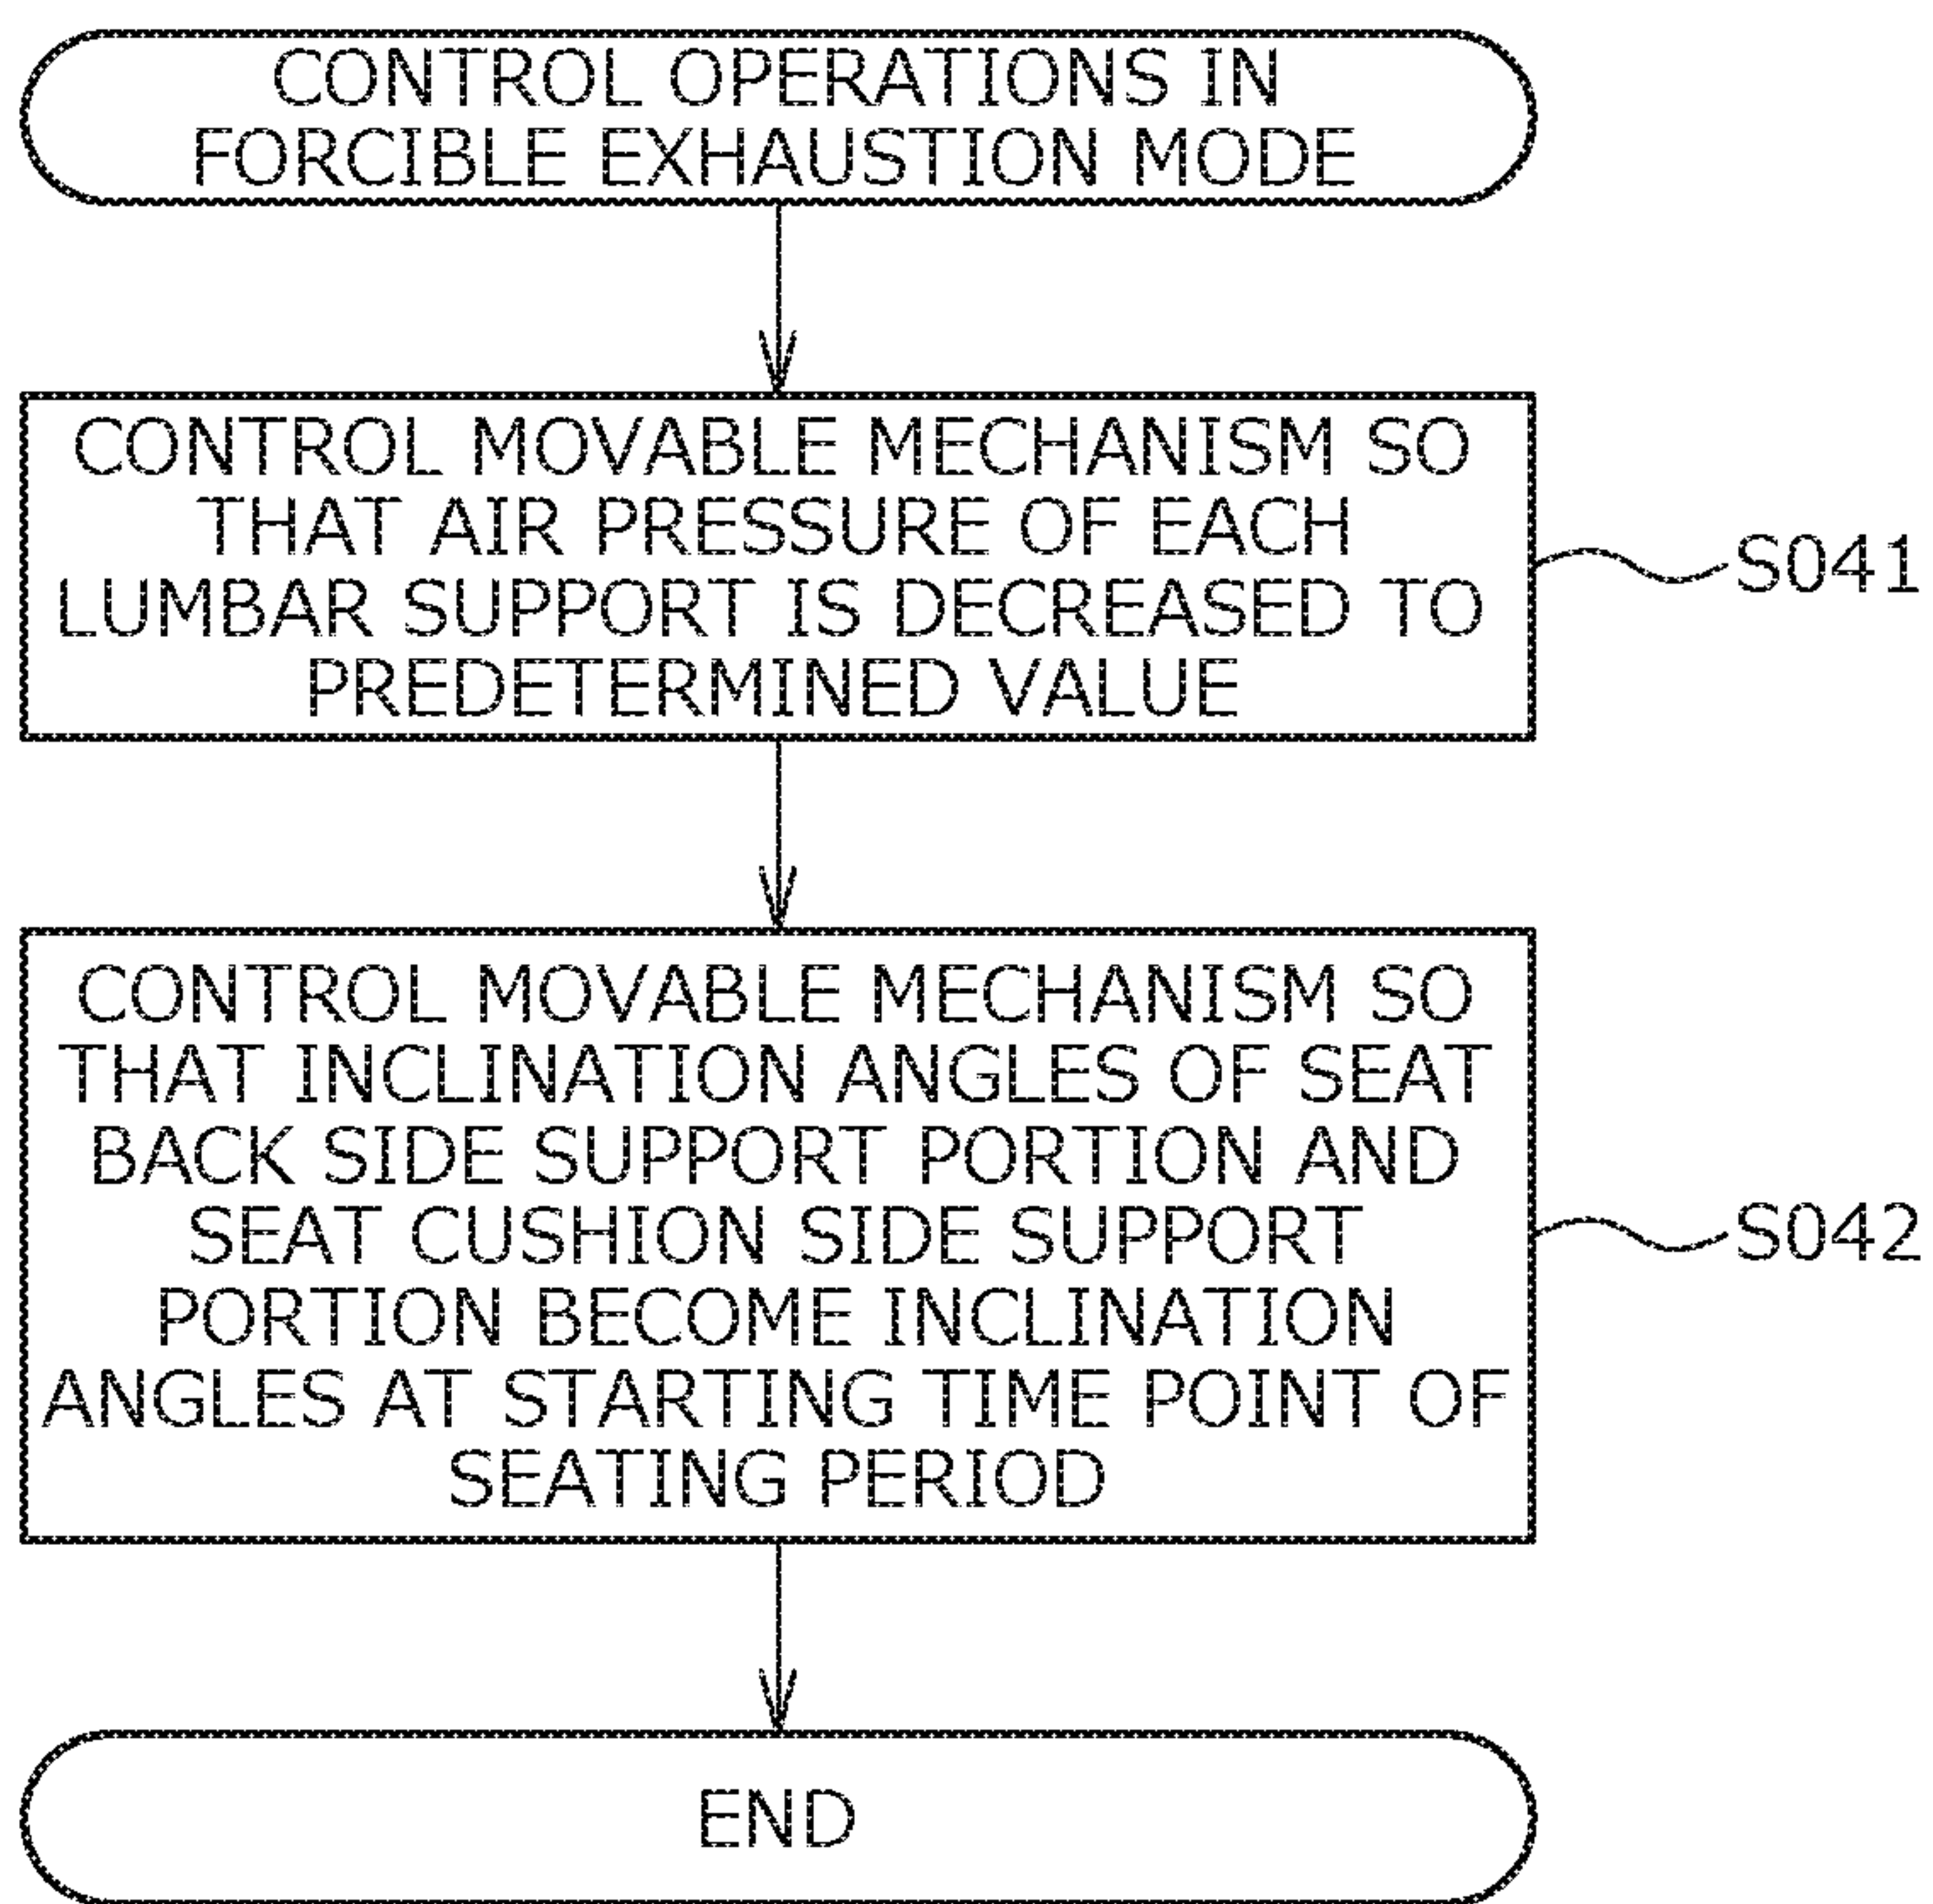 CONTROL OPERATIONS IN
FORCIBLE EXHAUSTION MODE
CONTROL MOVABLE MECHANISM SO
THAT AIR PRESSURE OF EACH
LUMBAR SUPPORT IS DECREASED TO
PREDETERMINED VALUE
S041
CONTROL MOVABLE MECHANISM SO
THAT INCLINATION ANGLES OF SEAT
BACK SIDE SUPPORT PORTION AND
SEAT CUSHION SIDE SUPPORT
PORTION BECOME INCLINATION
ANGLES AT STARTING TIME POINT OF
SEATING PERIOD
S042
END